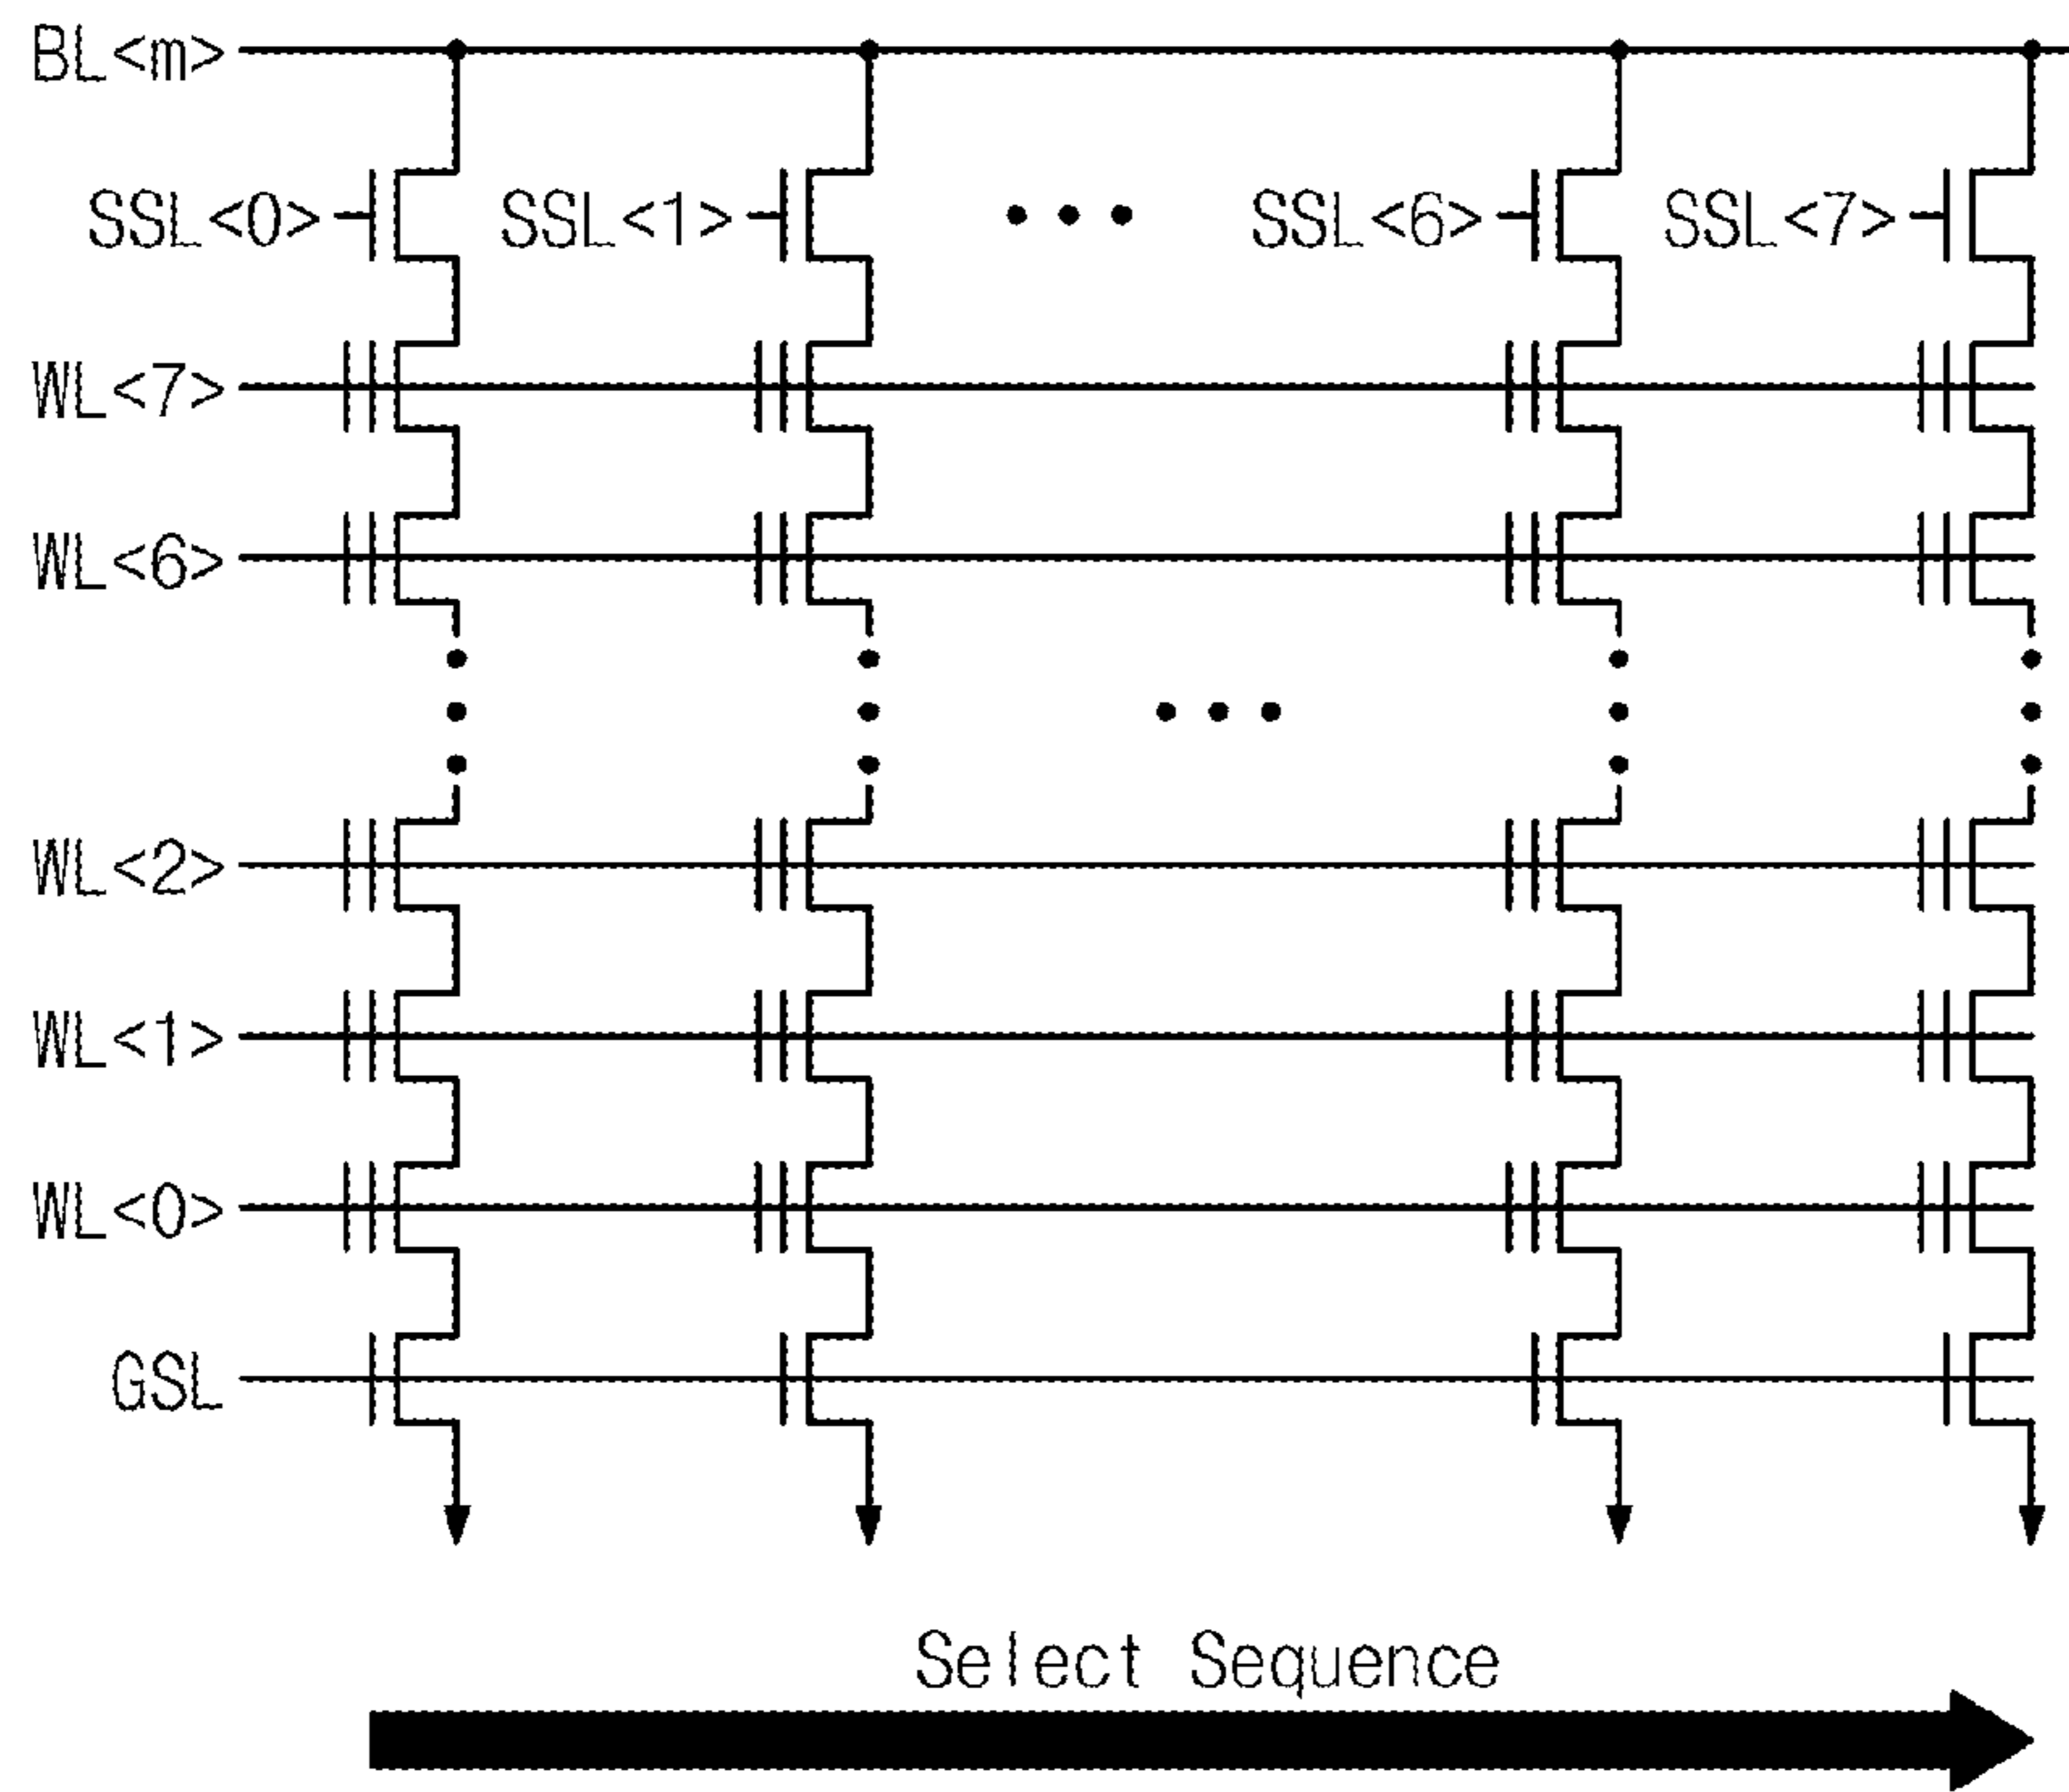 BL<m>
SSL<0> SSL<1> ••• SSL<6> SSL<7>
WL<7>
WL<6>
WL<2>
WL<1>
WL<0>
GSL
Select Sequence